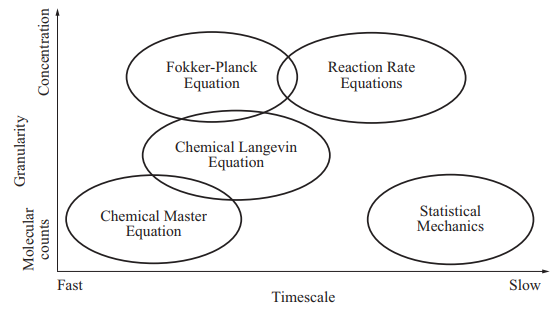 Concentration
Granularity
Molecular
counts
Fokker-Planck
Equation
Reaction Rate
Equations
Chemical Langevin
Equation
Chemical Master
Equation
Statistical
Mechanics
Fast
Slow
Timescale